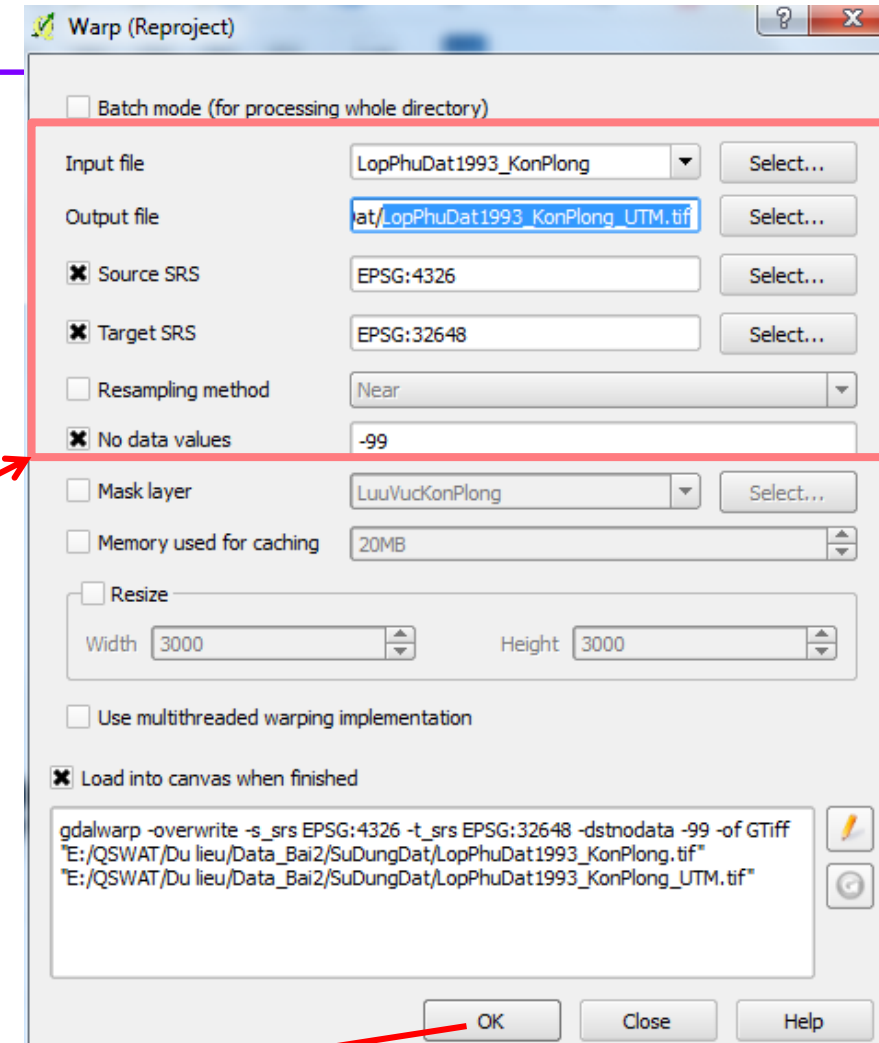 Warp (Reproject)
Batch mode (for processing whole directory)
Input file LopPhuDat1993_KonPlong Select...
Output file at/LopPhuDat1993_KonPlong_UTM.tif Select...
Source SRS EPSG:4326 Select...
Target SRS EPSG:32648 Select...
Resampling method Near
No data values -99
Mask layer LuuVucKonPlong Select...
Memory used for caching 20MB
Resize
Width 3000 Height 3000
Use multithreaded warping implementation
Load into canvas when finished
gdalwarp -overwrite -s_srs EPSG:4326 -t_srs EPSG:32648 -dstnodata -99 -of GTiff
"E:/QSWAT/Du lieu/Data_Bai2/SuDungDat/LopPhuDat1993_KonPlong.tif"
"E:/QSWAT/Du lieu/Data_Bai2/SuDungDat/LopPhuDat1993_KonPlong_UTM.tif"
OK Close Help